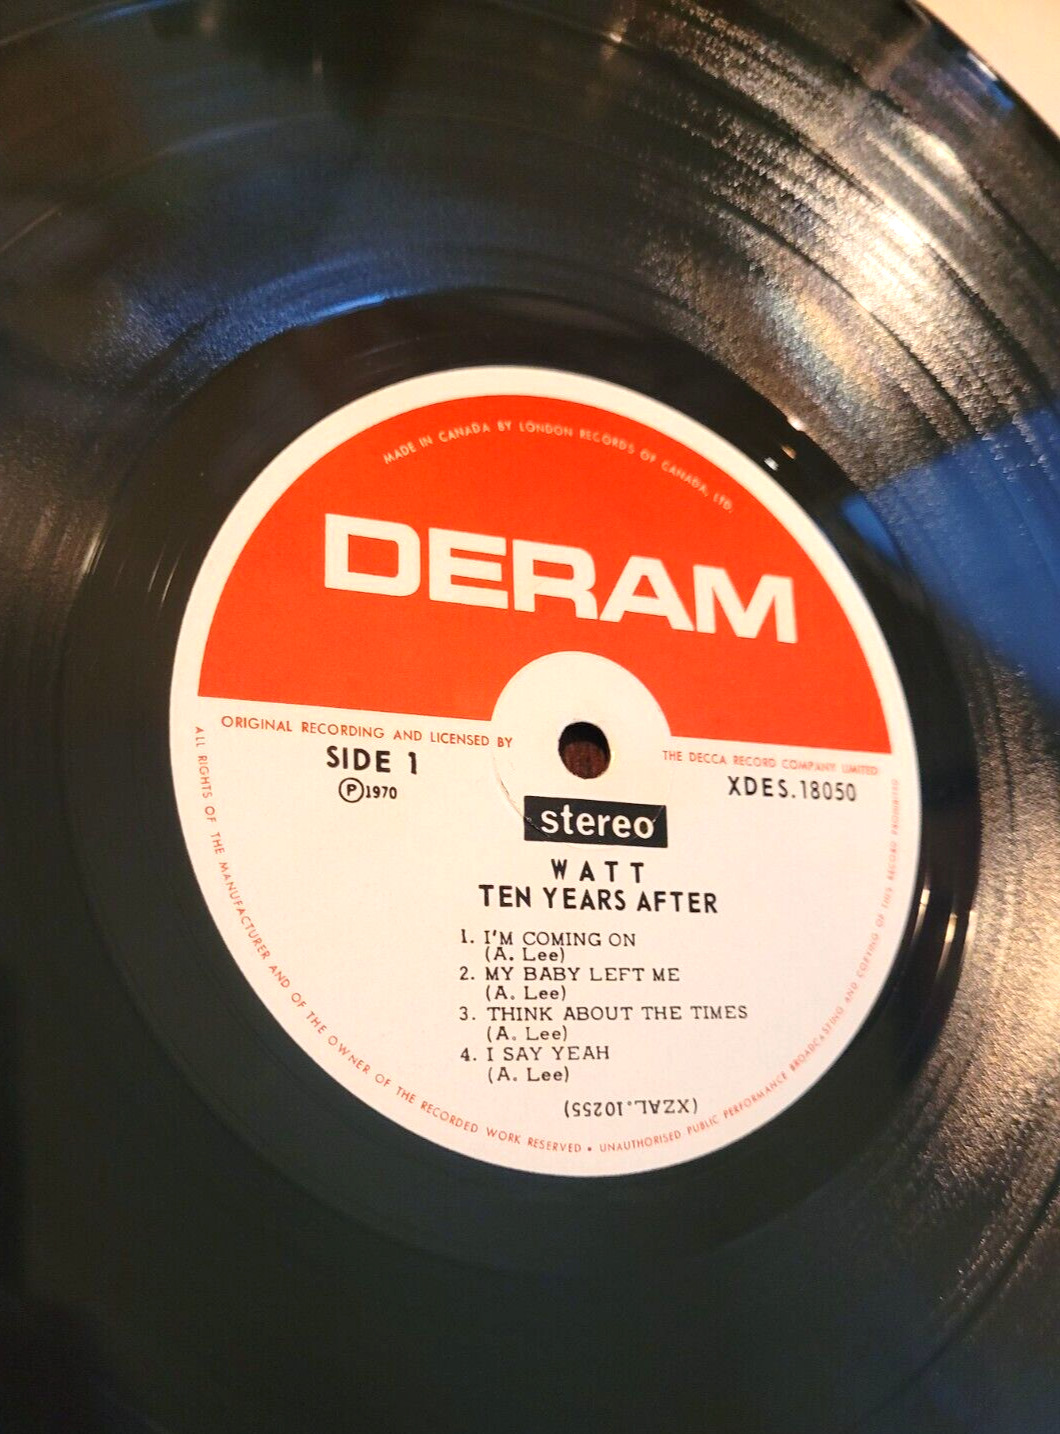 MADE IN CANADA BY LONDON RECORDS OF CANADA, LTD.
DERAM
ORIGINAL RECORDING AND LICENSED BY THE DECCA RECORD COMPANY LIMITED
SIDE 1
Ⓟ1970
XDES.18050
stereo
WATT
TEN YEARS AFTER
1. I'M COMING ON
(A. Lee)
2. MY BABY LEFT ME
(A. Lee)
3. THINK ABOUT THE TIMES
(A. Lee)
4. I SAY YEAH
(A. Lee)
(XZAL.10255)
ALL RIGHTS OF THE MANUFACTURER AND OF THE OWNER OF THE RECORDED WORK RESERVED • UNAUTHORISED PUBLIC PERFORMANCE BROADCASTING AND COPYING OF THIS RECORD PROHIBITED